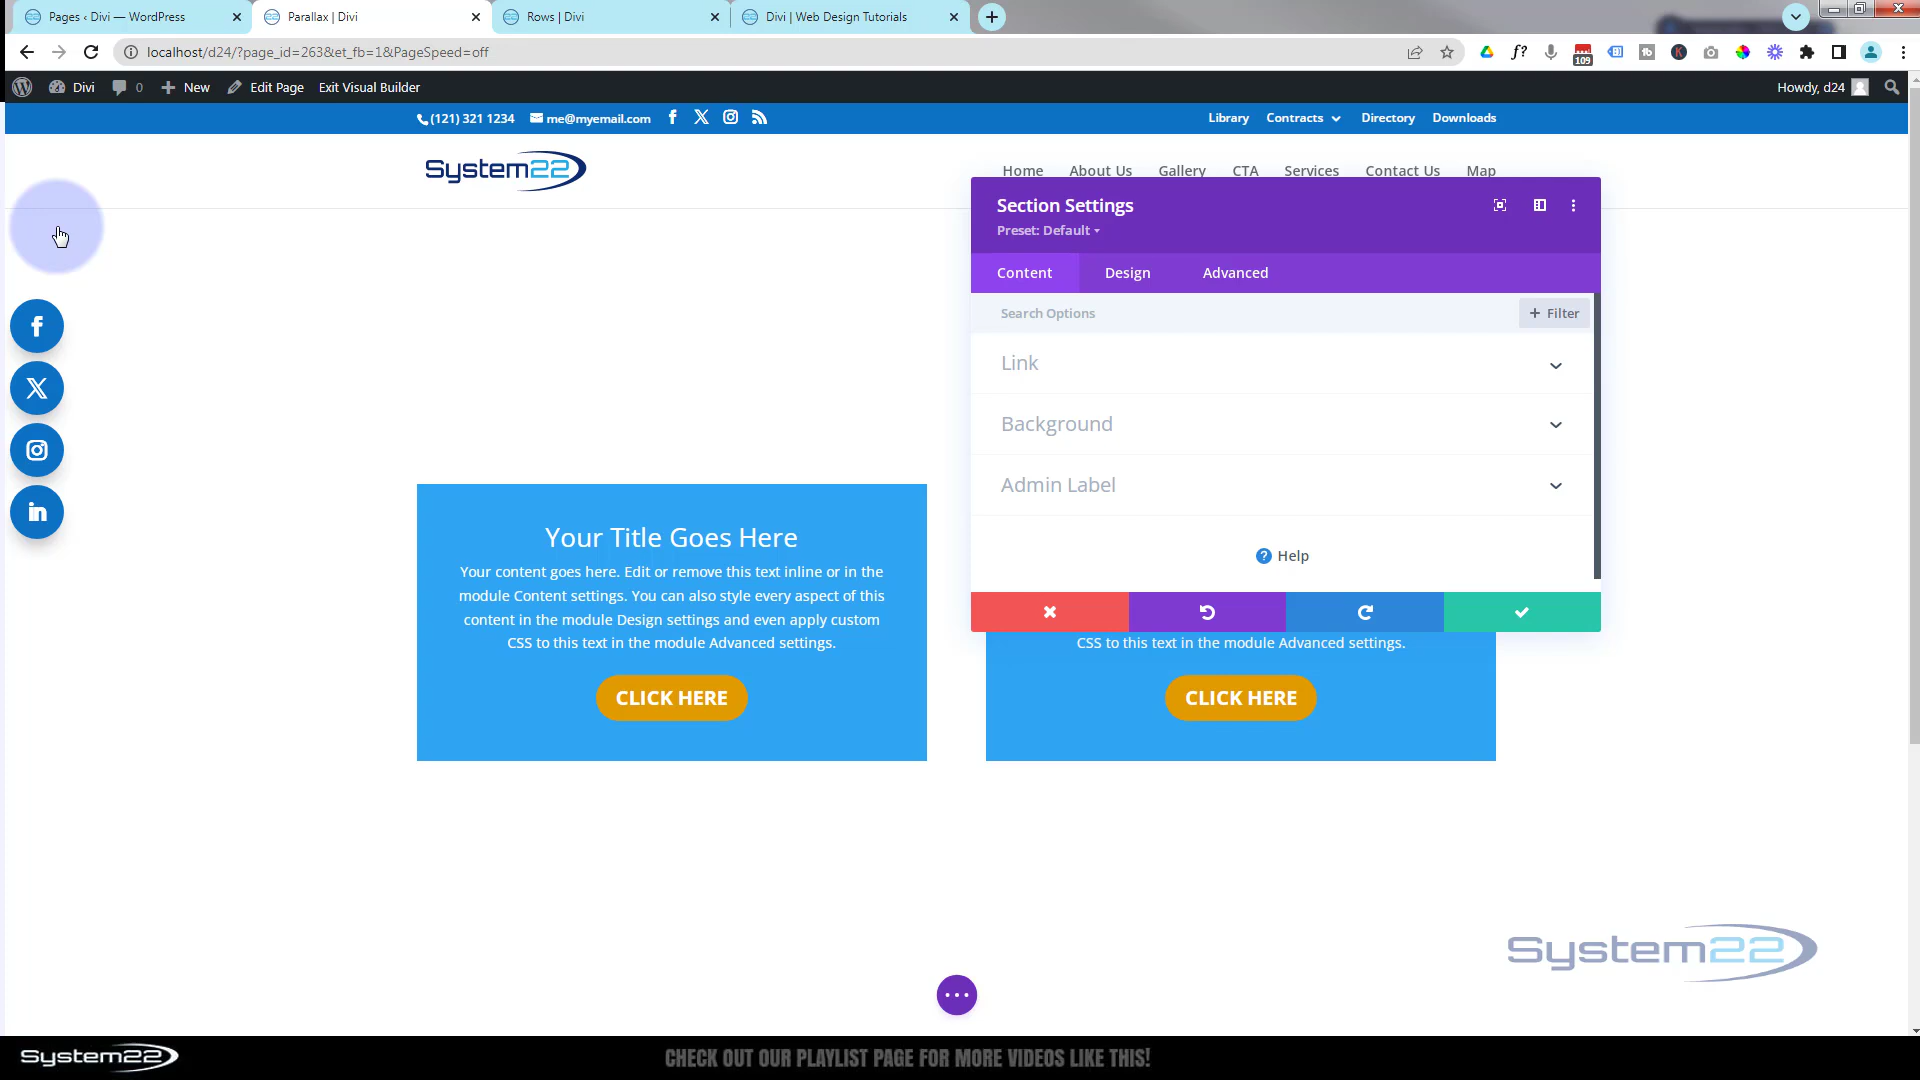 Pages ‹ Divi — WordPress
Parallax | Divi
Rows | Divi
Divi | Web Design Tutorials
localhost/d24/?page_id=263&et_fb=1&PageSpeed=off
f?
109
Divi
0
New
Edit Page
Exit Visual Builder
Howdy, d24
(121) 321 1234
me@myemail.com
Library
Contracts
Directory
Downloads
System22
Home
About Us
Gallery
CTA
Services
Contact Us
Map
Section Settings
Preset: Default
Content
Design
Advanced
Search Options
+ Filter
Link
Background
Admin Label
Help
Your Title Goes Here
Your content goes here. Edit or remove this text inline or in the
module Content settings. You can also style every aspect of this
content in the module Design settings and even apply custom
CSS to this text in the module Advanced settings.
CLICK HERE
CSS to this text in the module Advanced settings.
CLICK HERE
System22
System22
CHECK OUT OUR PLAYLIST PAGE FOR MORE VIDEOS LIKE THIS!